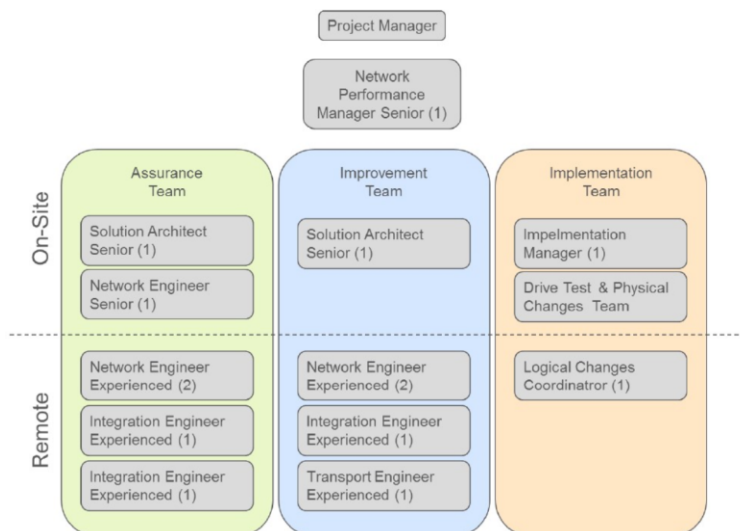 Project Manager
Network
Performance
Manager Senior (1)
On-Site
Assurance
Team
Solution Architect
Senior (1)
Network Engineer
Senior (1)
Improvement
Team
Solution Architect
Senior (1)
Implementation
Team
Impelmentation
Manager (1)
Drive Test & Physical
Changes Team
Remote
Network Engineer
Experienced (2)
Integration Engineer
Experienced (1)
Integration Engineer
Experienced (1)
Network Engineer
Experienced (2)
Integration Engineer
Experienced (1)
Transport Engineer
Experienced (1)
Logical Changes
Coordinatror (1)